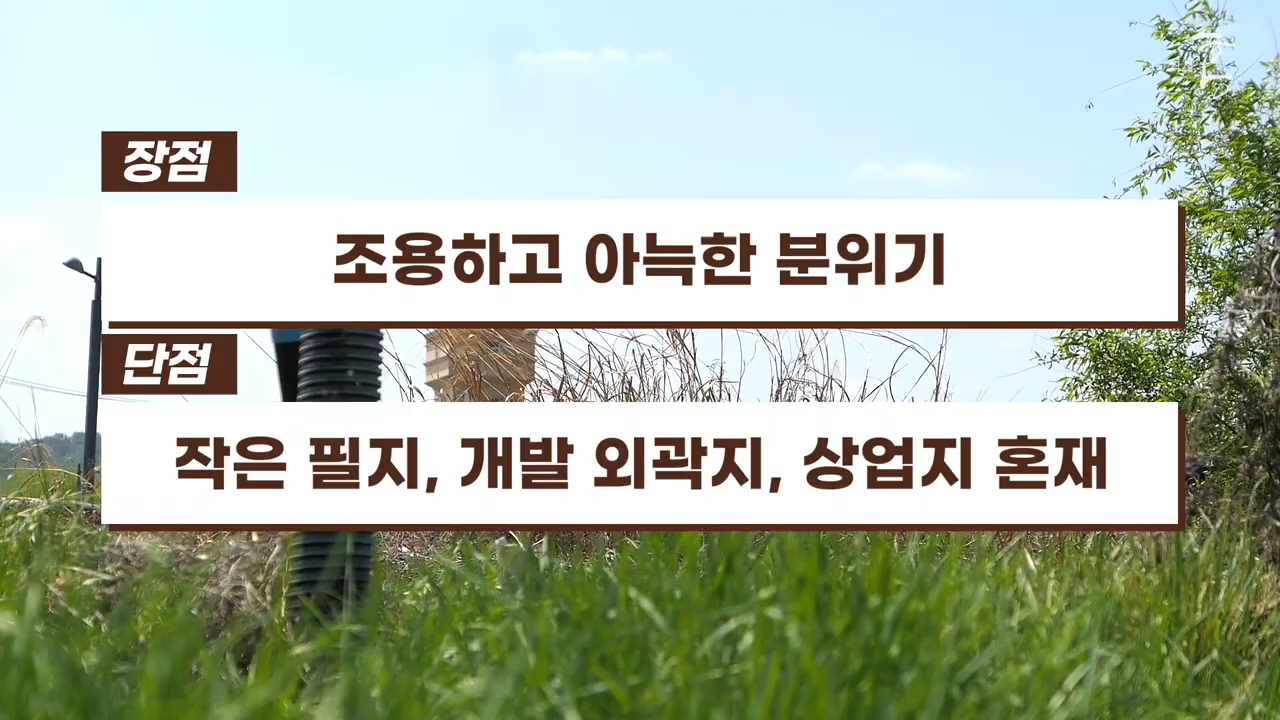 장점
조용하고 아늑한 분위기
단점
작은 필지, 개발 외곽지, 상업지 혼재